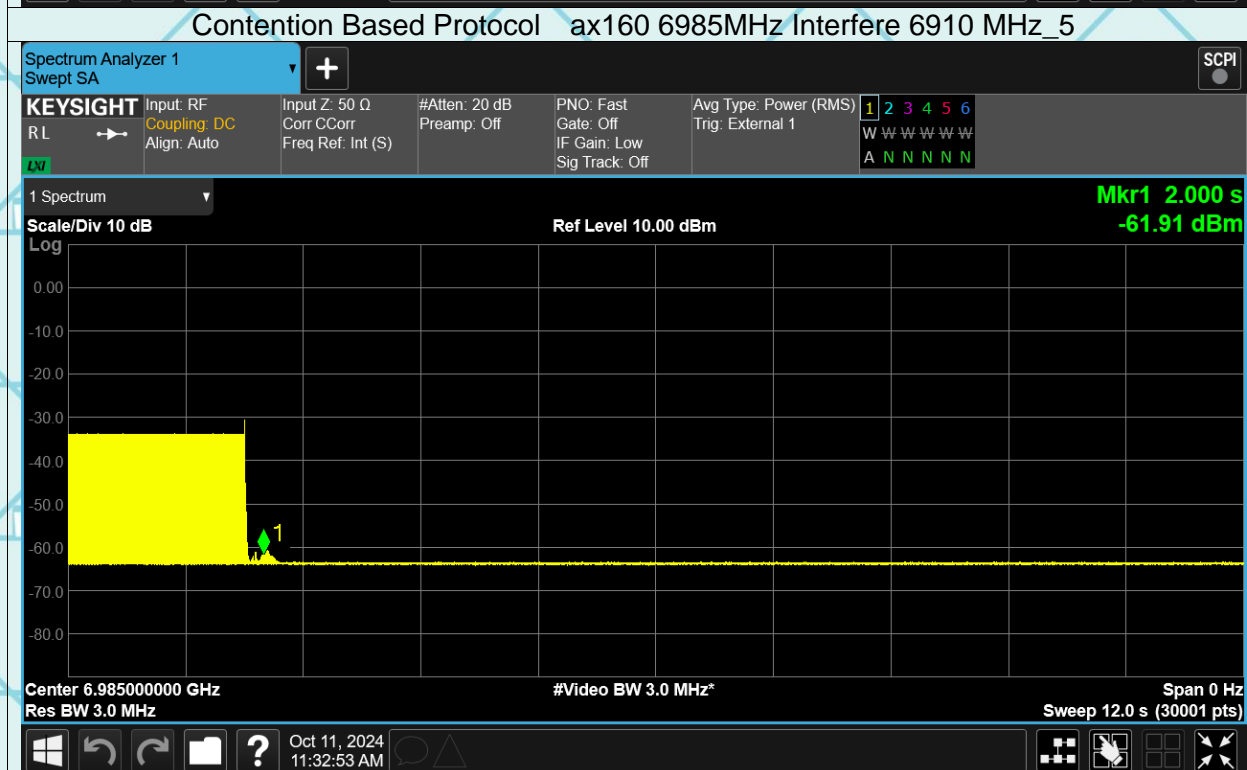 Contention Based Protocol ax160 6985MHz Interfere 6910 MHz_5
Spectrum Analyzer 1
Swept SA
+
SCPI
KEYSIGHT
RL
LXI
Input: RF
Coupling: DC
Align: Auto
Input Z: 50 Ω
Corr CCorr
Freq Ref: Int (S)
#Atten: 20 dB
Preamp: Off
PNO: Fast
Gate: Off
IF Gain: Low
Sig Track: Off
Avg Type: Power (RMS)
Trig: External 1
1 2 3 4 5 6
W W W W W W
A N N N N N
1 Spectrum
Mkr1 2.000 s
-61.91 dBm
Scale/Div 10 dB
Ref Level 10.00 dBm
Log
0.00
-10.0
-20.0
-30.0
-40.0
-50.0
-60.0
-70.0
-80.0
1
Center 6.985000000 GHz
#Video BW 3.0 MHz*
Span 0 Hz
Res BW 3.0 MHz
Sweep 12.0 s (30001 pts)
?
Oct 11, 2024
11:32:53 AM